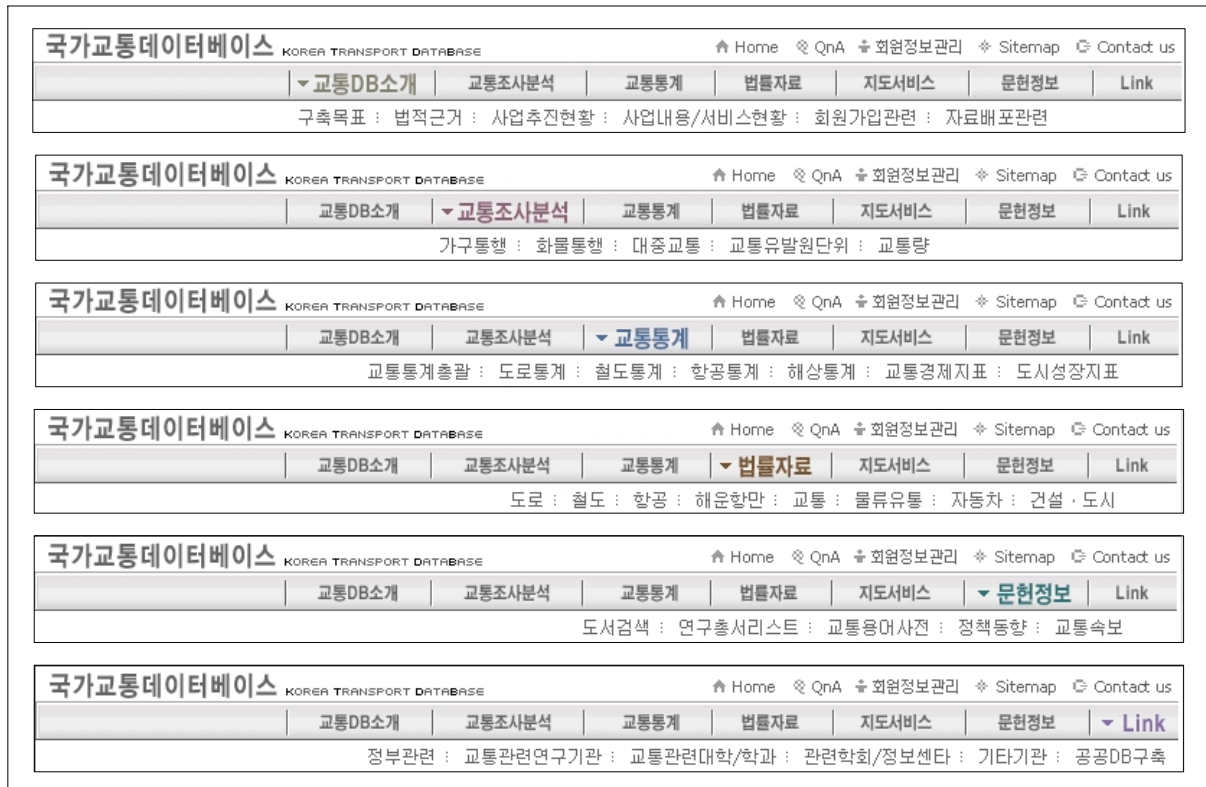 국가교통데이터베이스 KOREA TRANSPORT DATABASE Home QnA 회원정보관리 Sitemap Contact us
교통DB소개 교통조사분석 교통통계 법률자료 지도서비스 문헌정보 Link
구축목표 : 법적근거 : 사업추진현황 : 사업내용/서비스현황 : 회원가입관련 : 자료배포관련
국가교통데이터베이스 KOREA TRANSPORT DATABASE Home QnA 회원정보관리 Sitemap Contact us
교통DB소개 교통조사분석 교통통계 법률자료 지도서비스 문헌정보 Link
가구통행 : 화물통행 : 대중교통 : 교통유발원단위 : 교통량
국가교통데이터베이스 KOREA TRANSPORT DATABASE Home QnA 회원정보관리 Sitemap Contact us
교통DB소개 교통조사분석 교통통계 법률자료 지도서비스 문헌정보 Link
교통통계총괄 : 도로통계 : 철도통계 : 항공통계 : 해상통계 : 교통경제지표 : 도시성장지표
국가교통데이터베이스 KOREA TRANSPORT DATABASE Home QnA 회원정보관리 Sitemap Contact us
교통DB소개 교통조사분석 교통통계 법률자료 지도서비스 문헌정보 Link
도로 : 철도 : 항공 : 해운항만 : 교통 : 물류유통 : 자동차 : 건설 · 도시
국가교통데이터베이스 KOREA TRANSPORT DATABASE Home QnA 회원정보관리 Sitemap Contact us
교통DB소개 교통조사분석 교통통계 법률자료 지도서비스 문헌정보 Link
도서검색 : 연구총서리스트 : 교통용어사전 : 정책동향 : 교통속보
국가교통데이터베이스 KOREA TRANSPORT DATABASE Home QnA 회원정보관리 Sitemap Contact us
교통DB소개 교통조사분석 교통통계 법률자료 지도서비스 문헌정보 Link
정부관련 : 교통관련연구기관 : 교통관련대학/학과 : 관련학회/정보센타 : 기타기관 : 공공DB구축